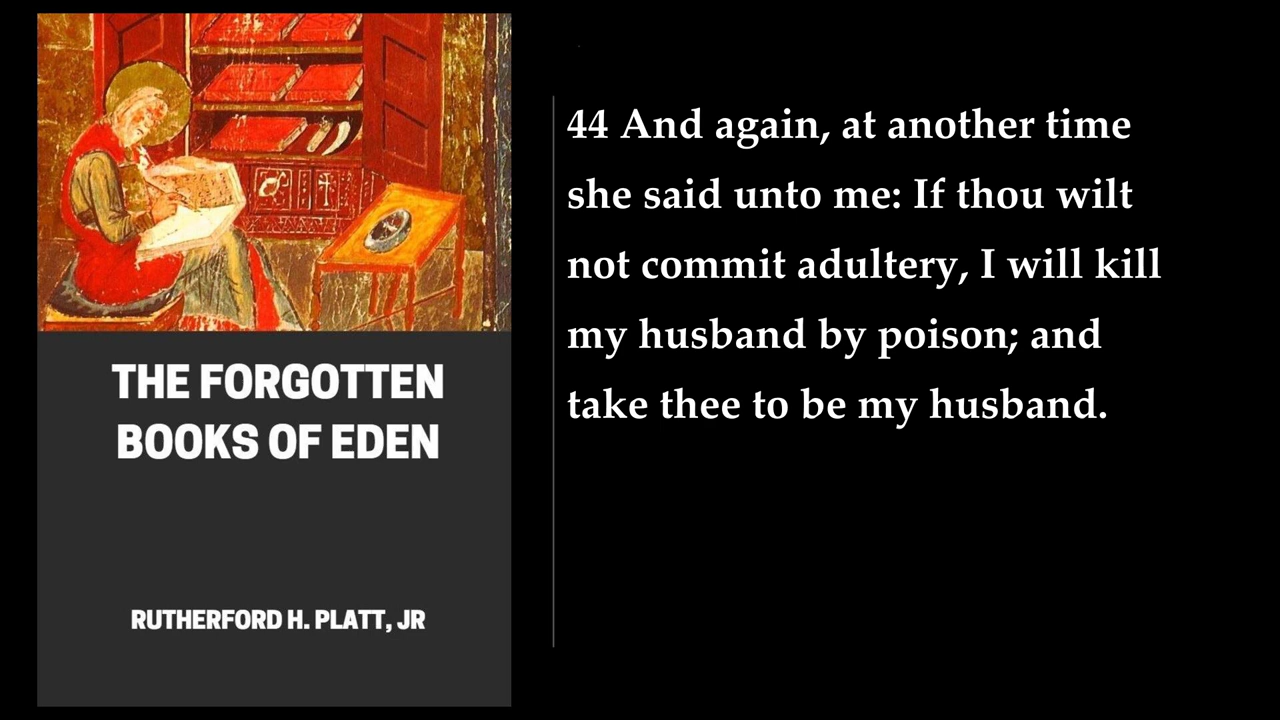 THE FORGOTTEN
BOOKS OF EDEN
RUTHERFORD H. PLATT, JR
44 And again, at another time
she said unto me: If thou wilt
not commit adultery, I will kill
my husband by poison; and
take thee to be my husband.